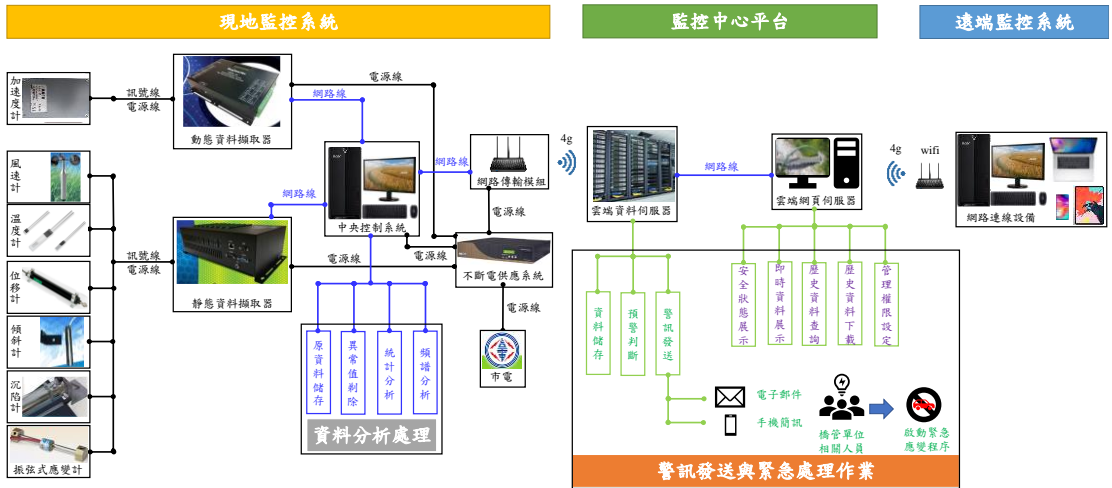 現地監控系統
監控中心平台
遠端監控系統
加速度計
訊號線
電源線
動態資料擷取器
電源線
網路線
風速計
溫度計
位移計
傾斜計
沉陷計
振弦式應變計
訊號線
電源線
靜態資料擷取器
網路線
中央控制系統
網路線
網路傳輸模組
電源線
電源線
電源線
不斷電供應系統
電源線
市電
原資料儲存
異常值剃除
統計分析
頻譜分析
資料分析處理
4g
雲端資料伺服器
網路線
雲端網頁伺服器
4g
wifi
網路連線設備
資料儲存
預警判斷
警訊發送
安全狀態展示
即時資料展示
歷史資料查詢
歷史資料下載
管理權限設定
電子郵件
手機簡訊
橋管單位
相關人員
啟動緊急
應變程序
警訊發送與緊急處理作業